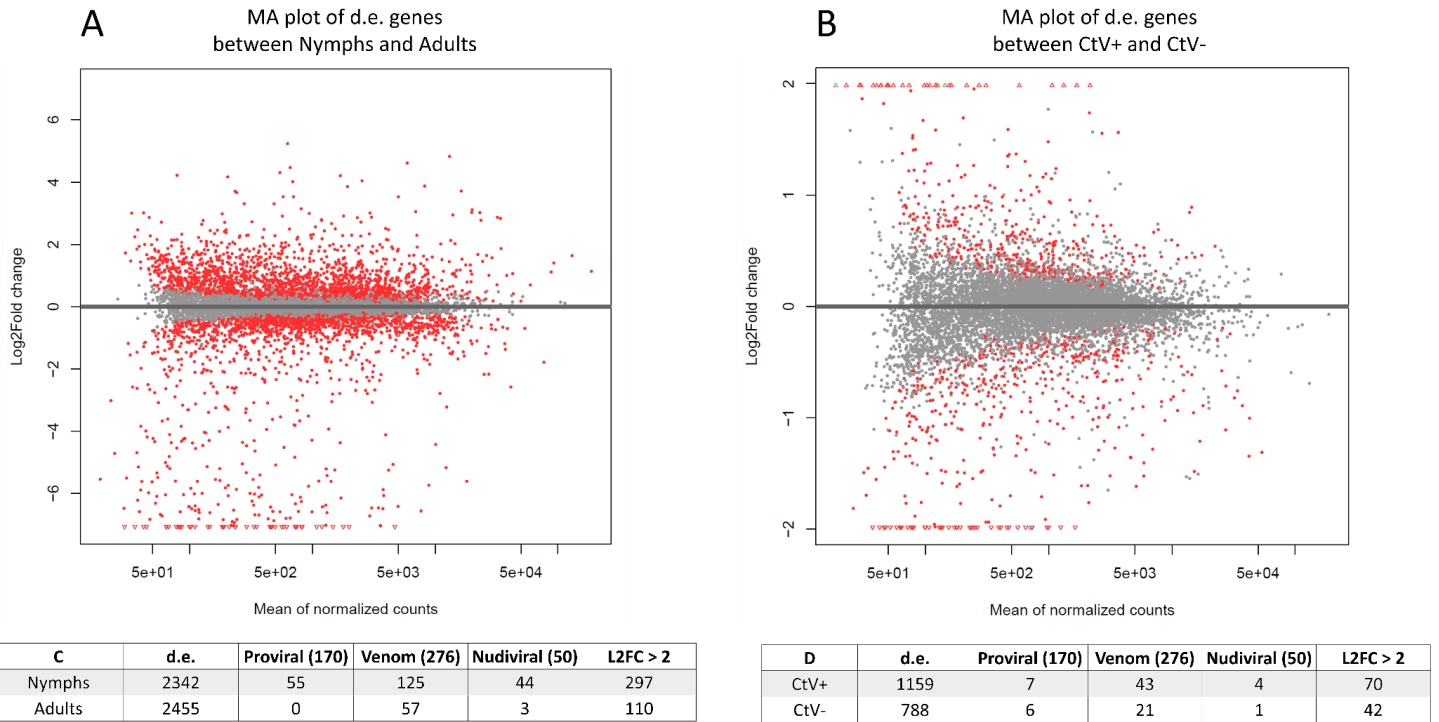 A
MA plot of d.e. genes
between Nymphs and Adults
Log2Fold change
6
4
2
0
−2
−4
−6
5e+01 5e+02 5e+03 5e+04
Mean of normalized counts
B
MA plot of d.e. genes
between CtV+ and CtV-
Log2Fold change
2
1
0
−1
−2
5e+01 5e+02 5e+03 5e+04
Mean of normalized counts
C d.e. Proviral (170) Venom (276) Nudiviral (50) L2FC > 2
Nymphs 2342 55 125 44 297
Adults 2455 0 57 3 110
D d.e. Proviral (170) Venom (276) Nudiviral (50) L2FC > 2
CtV+ 1159 7 43 4 70
CtV- 788 6 21 1 42